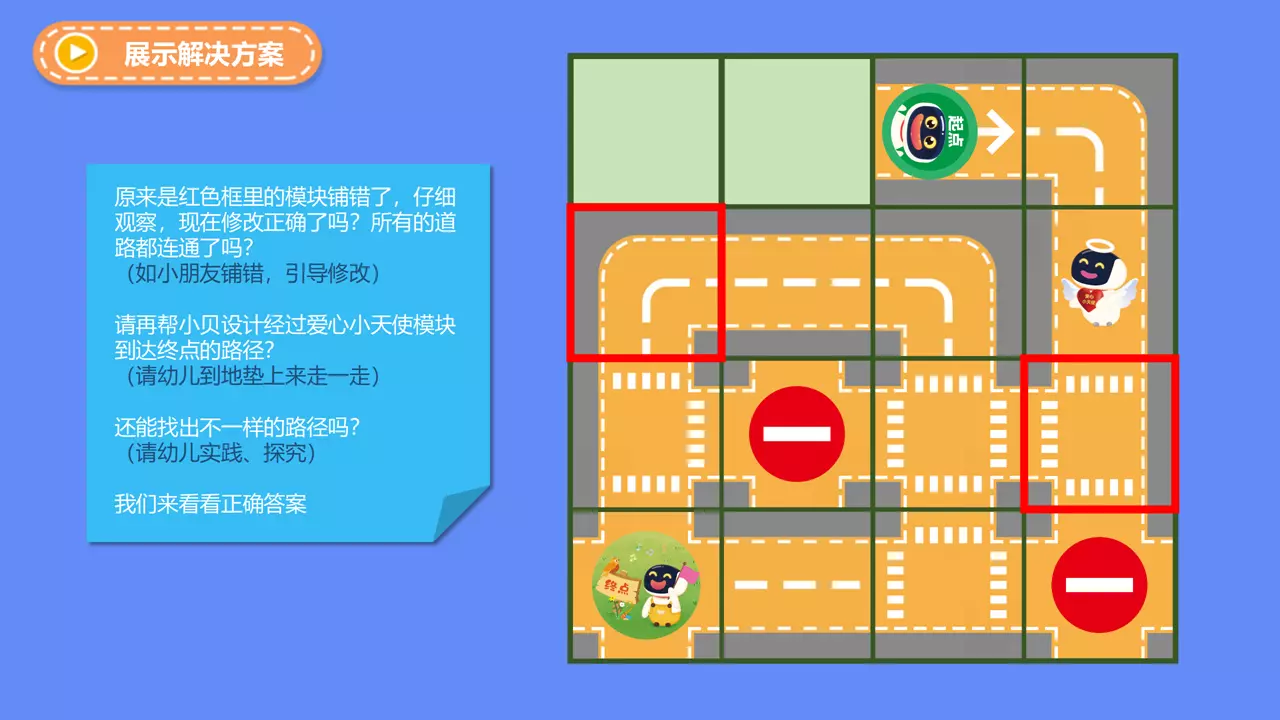 展示解决方案
原来是红色框里的模块铺错了，仔细
观察，现在修改正确了吗？所有的道
路都连通了吗？
（如小朋友铺错，引导修改）
请再帮小贝设计经过爱心小天使模块
到达终点的路径？
（请幼儿到地垫上来走一走）
还能找出不一样的路径吗？
（请幼儿实践、探究）
我们来看看正确答案
起点
爱心
小天使
终点